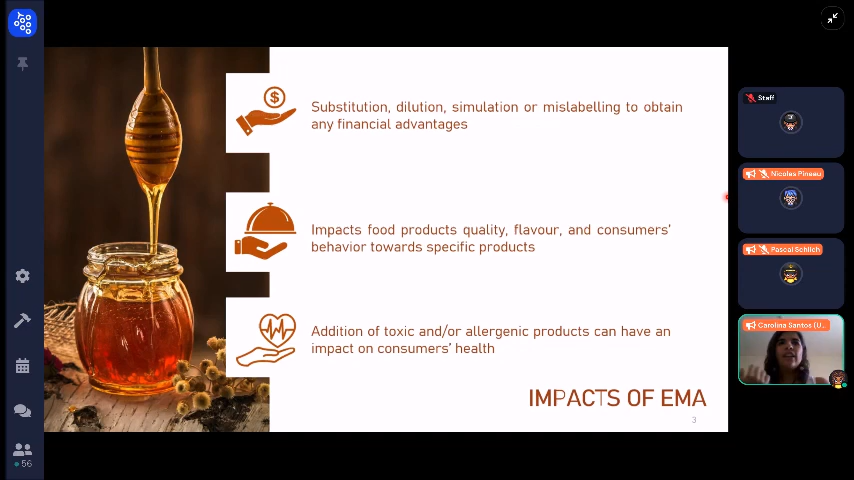 Substitution, dilution, simulation or mislabelling to obtain
any financial advantages
Impacts food products quality, flavour, and consumers'
behavior towards specific products
Addition of toxic and/or allergenic products can have an
impact on consumers' health
IMPACTS OF EMA
3
Staff
Nicolas Pineau
Pascal Schlich
Carolina Santos (U...
56